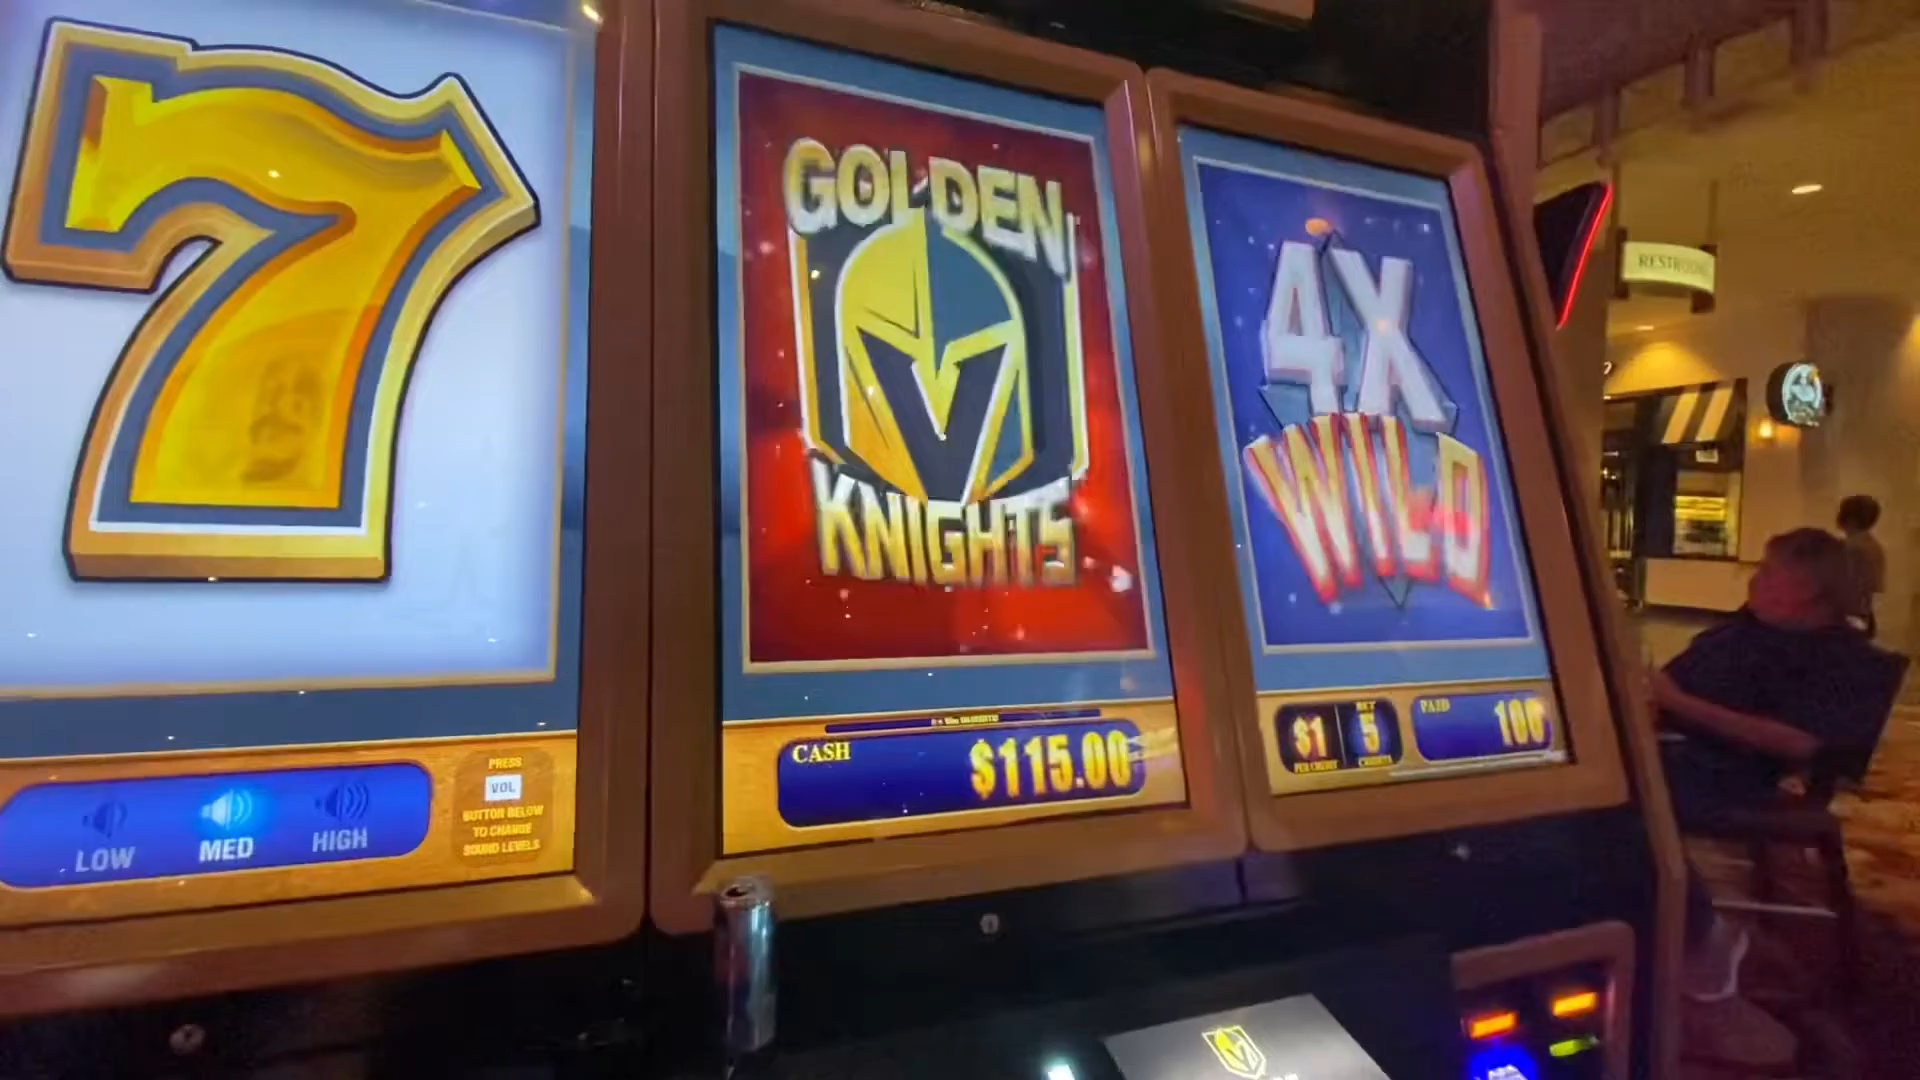 7
GOLDEN
KNIGHTS
4X
WILD
RESTROOM
PRESS
VOL
BUTTON BELOW
TO CHANGE
SOUND LEVELS
LOW
MED
HIGH
CASH
$115.00
$1
PER CREDIT
BET
5
CREDITS
PAID
100